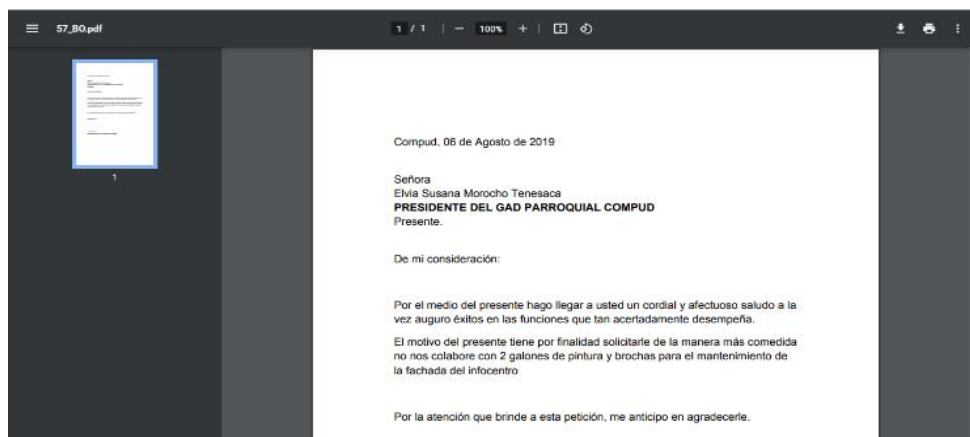 57_BO.pdf
1 / 1
100%
1
Compud, 06 de Agosto de 2019
Señora
Elvia Susana Morocho Tenesaca
PRESIDENTE DEL GAD PARROQUIAL COMPUD
Presente.
De mi consideración:
Por el medio del presente hago llegar a usted un cordial y afectuoso saludo a la
vez auguro éxitos en las funciones que tan acertadamente desempeña.
El motivo del presente tiene por finalidad solicitarle de la manera más comedida
no nos colabore con 2 galones de pintura y brochas para el mantenimiento de
la fachada del infocentro
Por la atención que brinde a esta petición, me anticipo en agradecerle.